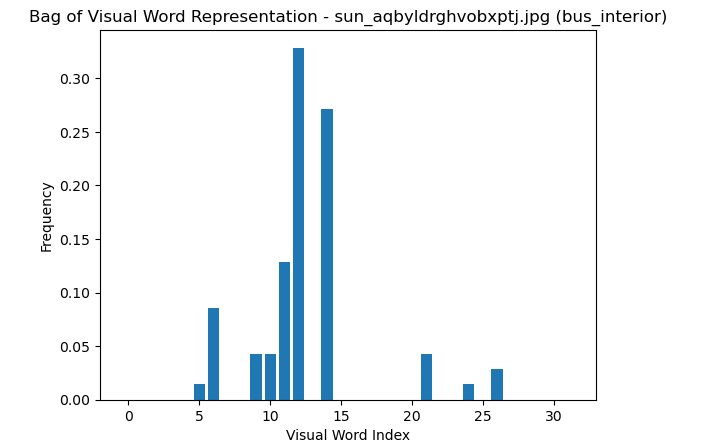 Bag of Visual Word Representation - sun_aqbyldrghvobxptj.jpg (bus_interior)
Frequency
0.30
0.25
0.20
0.15
0.10
0.05
0.00
0 5 10 15 20 25 30
Visual Word Index